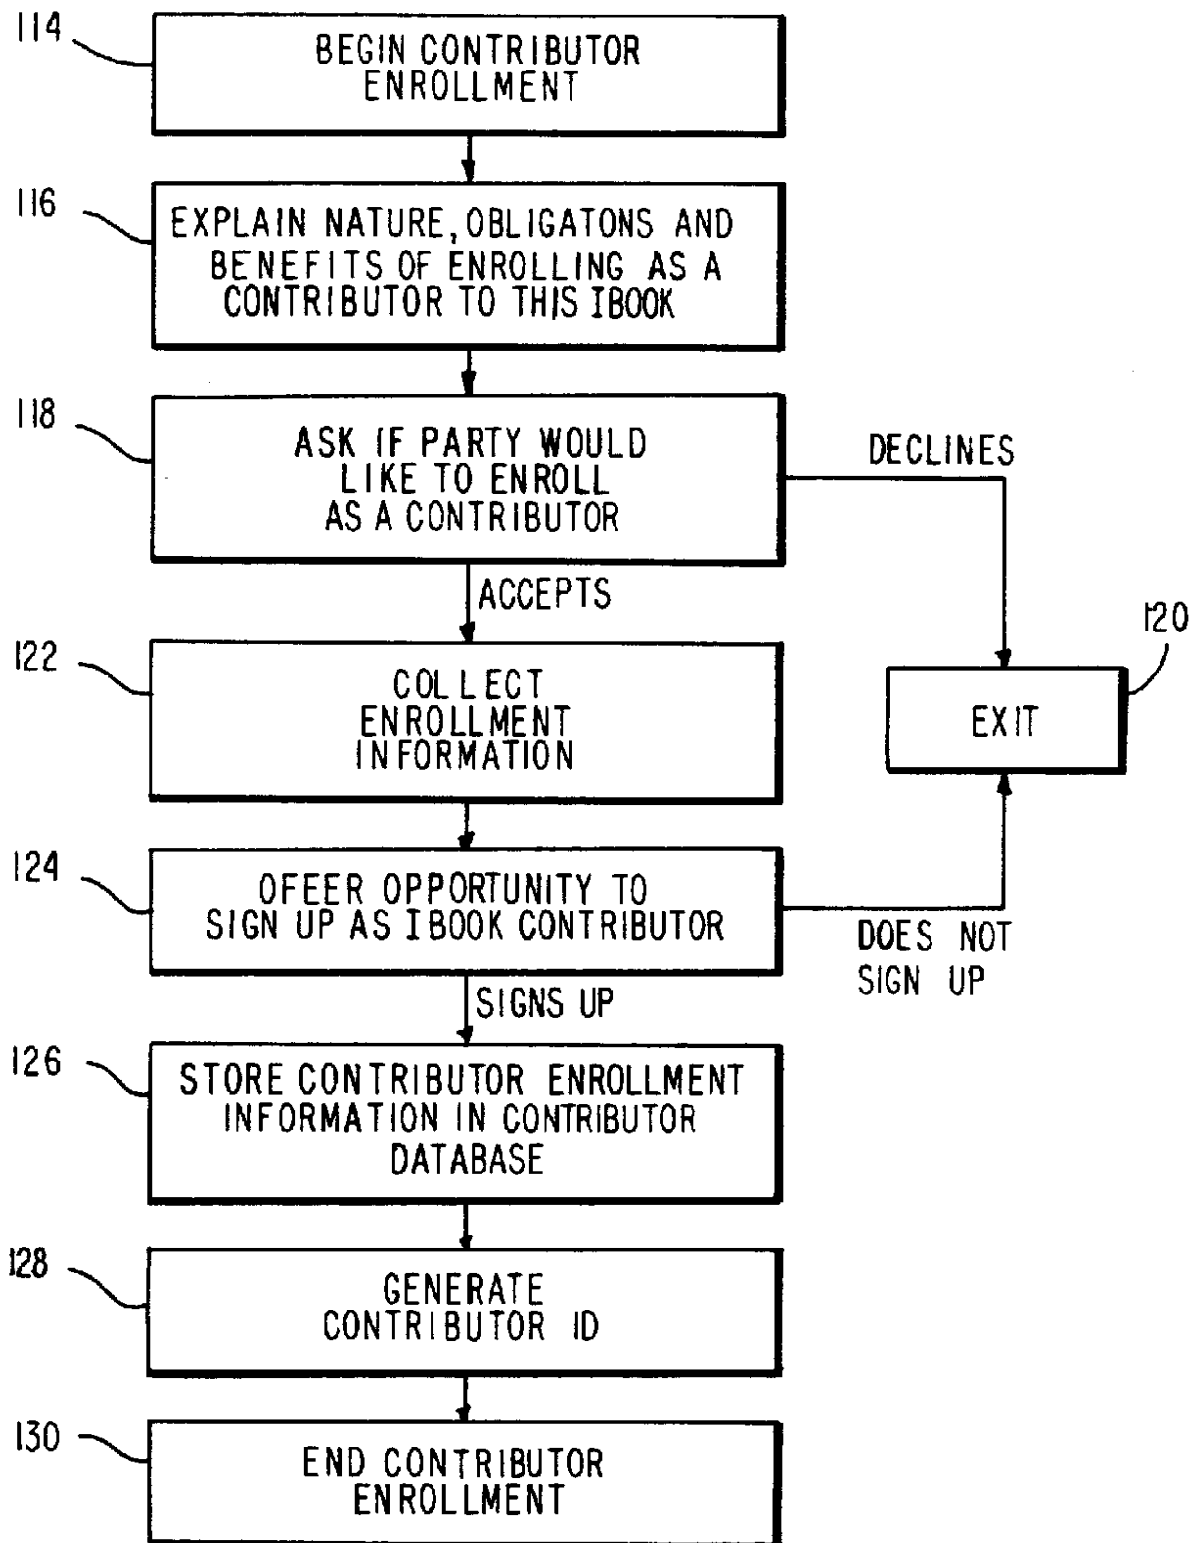 114
BEGIN CONTRIBUTOR
ENROLLMENT
116
EXPLAIN NATURE, OBLIGATONS AND
BENEFITS OF ENROLLING AS A
CONTRIBUTOR TO THIS IBOOK
118
ASK IF PARTY WOULD
LIKE TO ENROLL
AS A CONTRIBUTOR
DECLINES
ACCEPTS
120
EXIT
122
COLLECT
ENROLLMENT
INFORMATION
124
OFEER OPPORTUNITY TO
SIGN UP AS IBOOK CONTRIBUTOR
DOES NOT
SIGN UP
SIGNS UP
126
STORE CONTRIBUTOR ENROLLMENT
INFORMATION IN CONTRIBUTOR
DATABASE
128
GENERATE
CONTRIBUTOR ID
130
END CONTRIBUTOR
ENROLLMENT